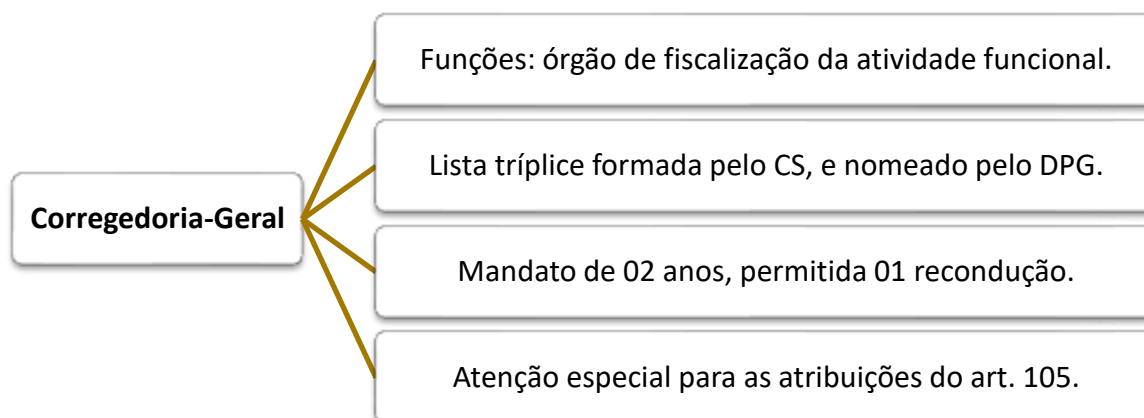 Corregedoria-Geral
Funções: órgão de fiscalização da atividade funcional.
Lista tríplice formada pelo CS, e nomeado pelo DPG.
Mandato de 02 anos, permitida 01 recondução.
Atenção especial para as atribuições do art. 105.